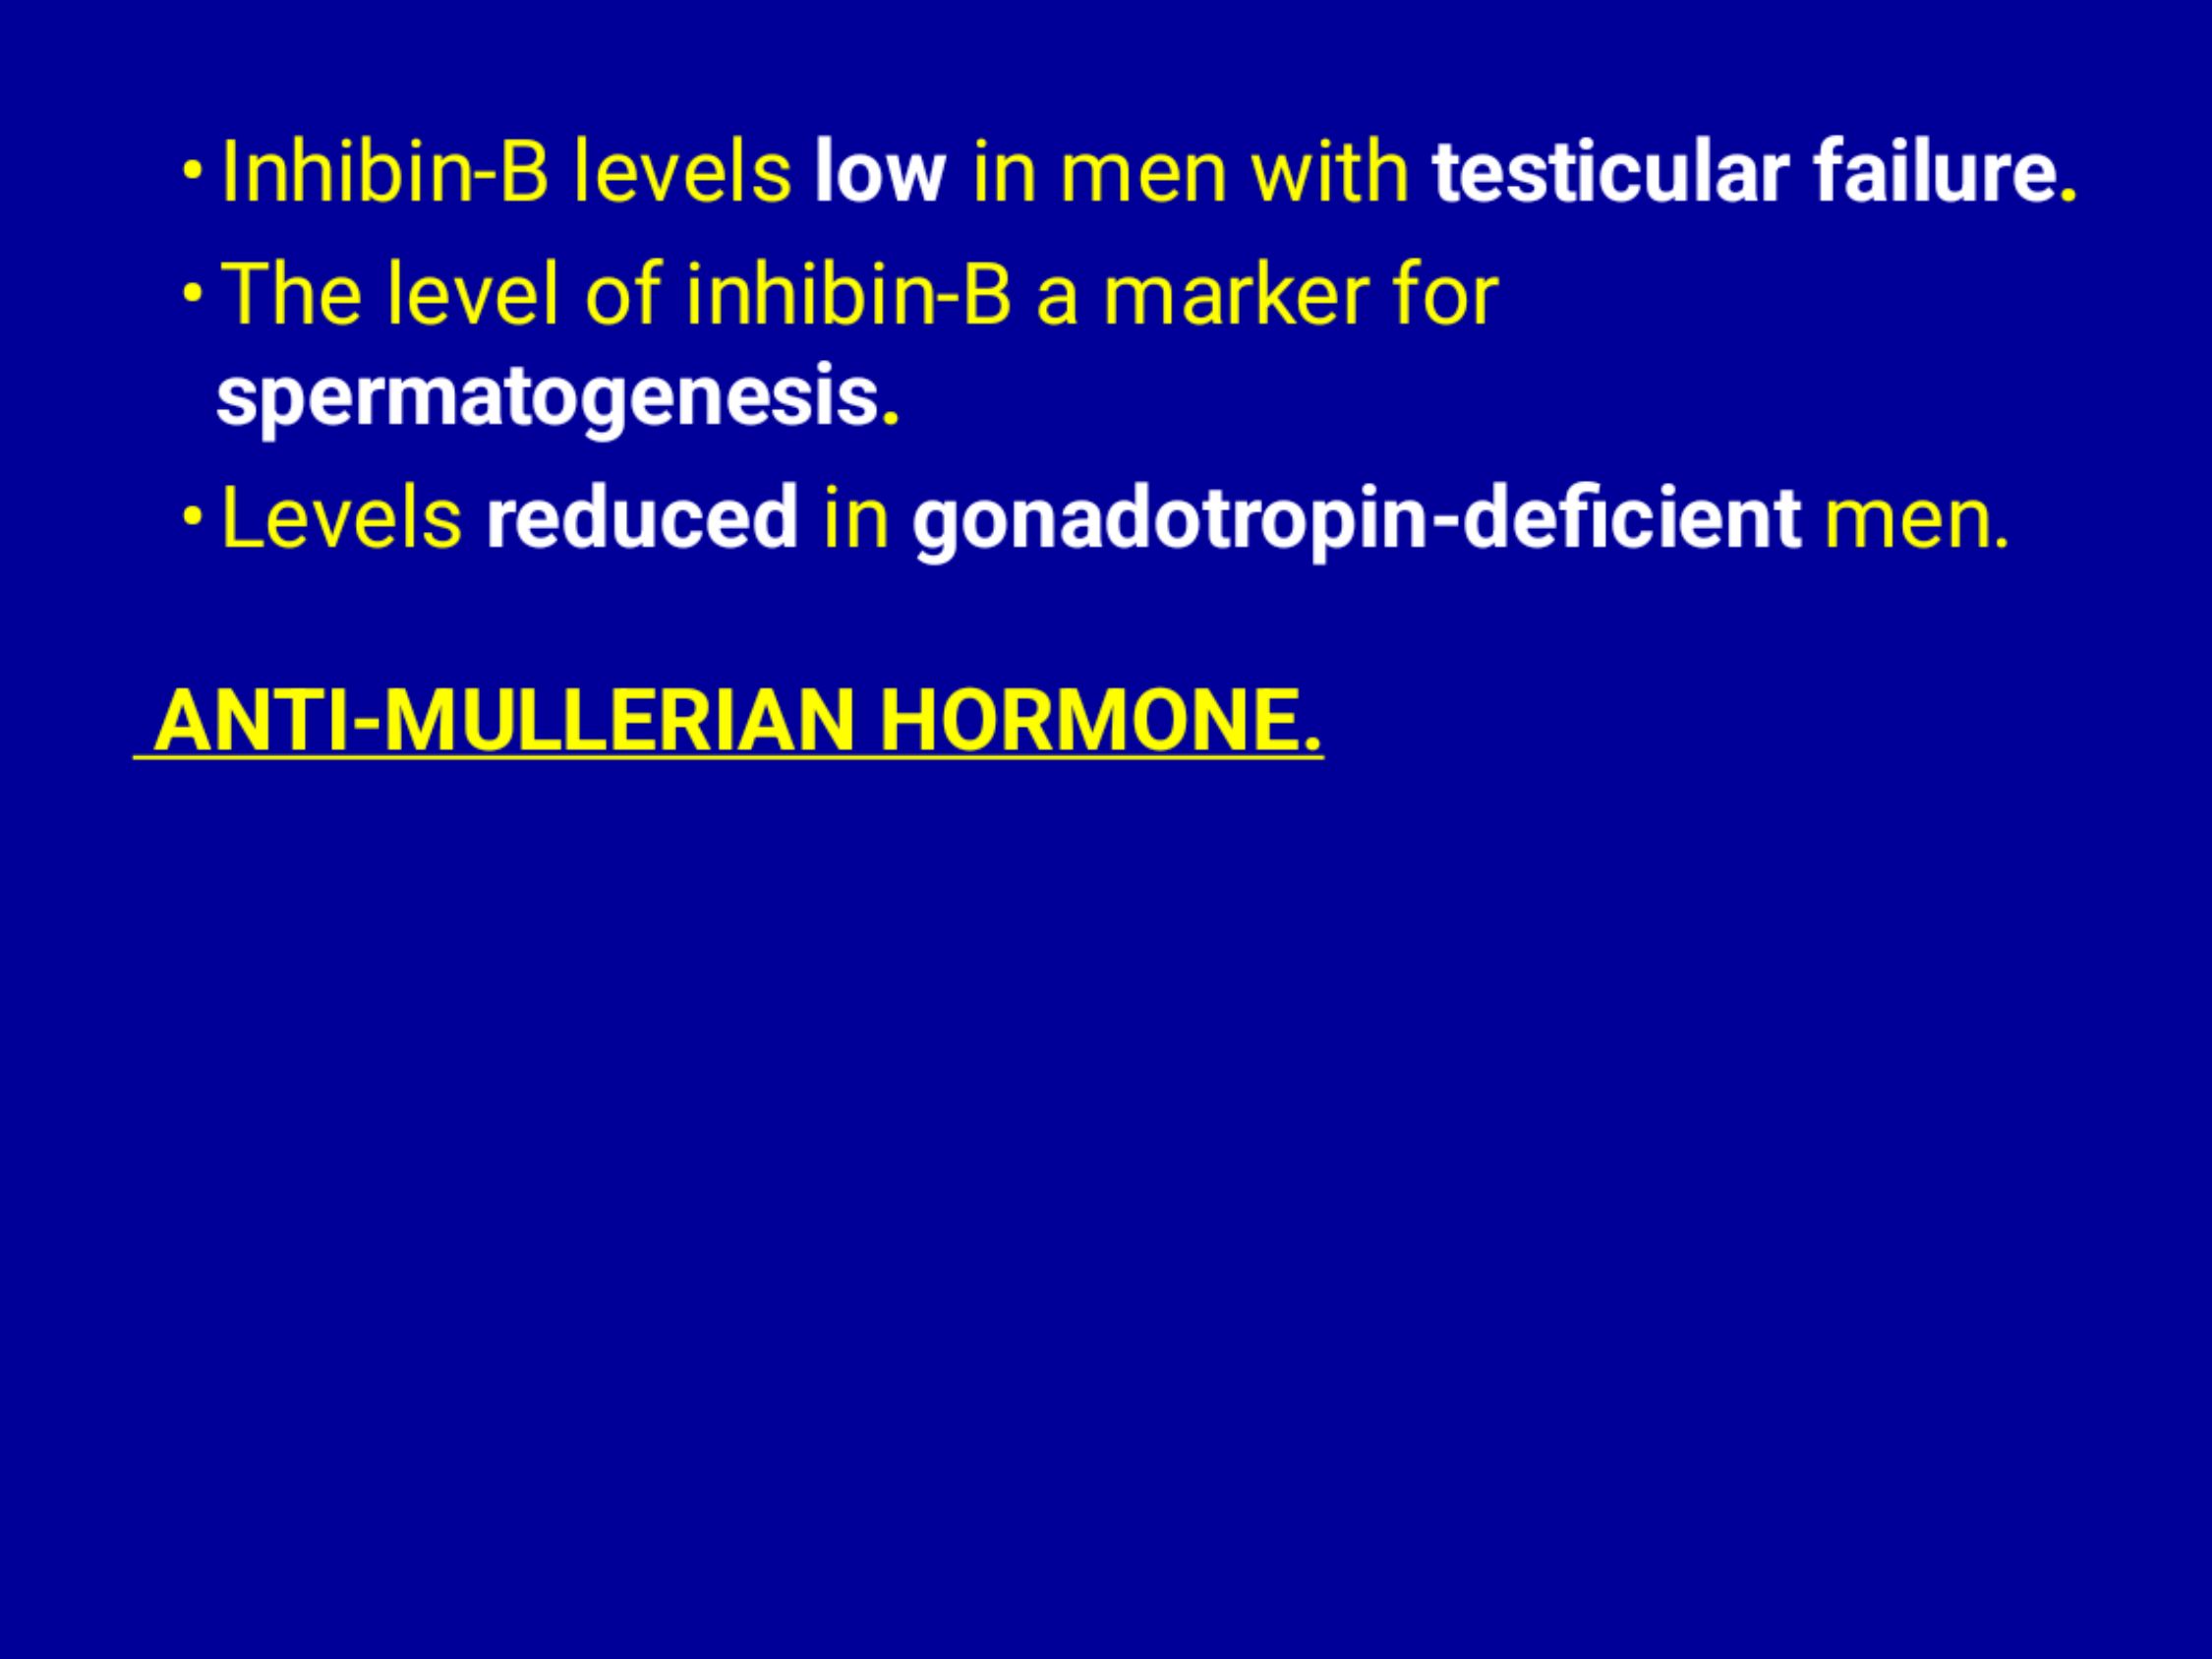 • Inhibin-B levels low in men with testicular failure.
• The level of inhibin-B a marker for
spermatogenesis.
• Levels reduced in gonadotropin-deficient men.
ANTI-MULLERIAN HORMONE.